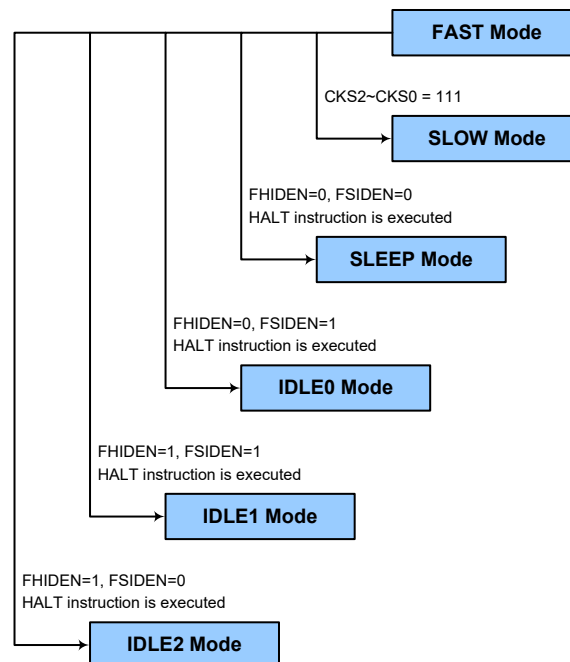 FAST Mode
CKS2~CKS0 = 111
SLOW Mode
FHIDEN=0, FSIDEN=0
HALT instruction is executed
SLEEP Mode
FHIDEN=0, FSIDEN=1
HALT instruction is executed
IDLE0 Mode
FHIDEN=1, FSIDEN=1
HALT instruction is executed
IDLE1 Mode
FHIDEN=1, FSIDEN=0
HALT instruction is executed
IDLE2 Mode